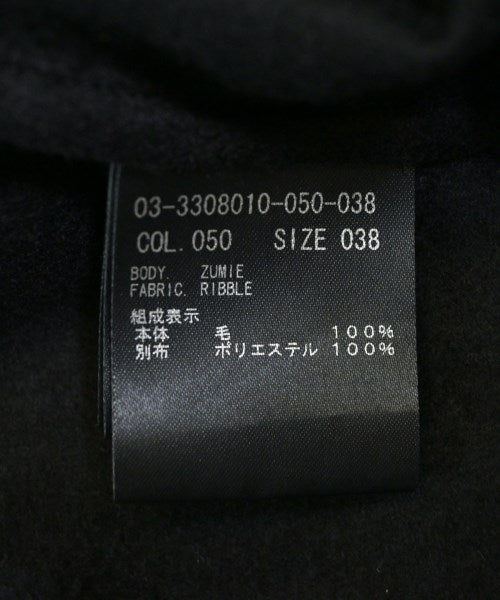 03-3308010-050-038
COL. 050 SIZE 038
BODY. ZUMIE
FABRIC. RIBBLE
組成表示
本体 毛 100%
別布 ポリエステル 100%